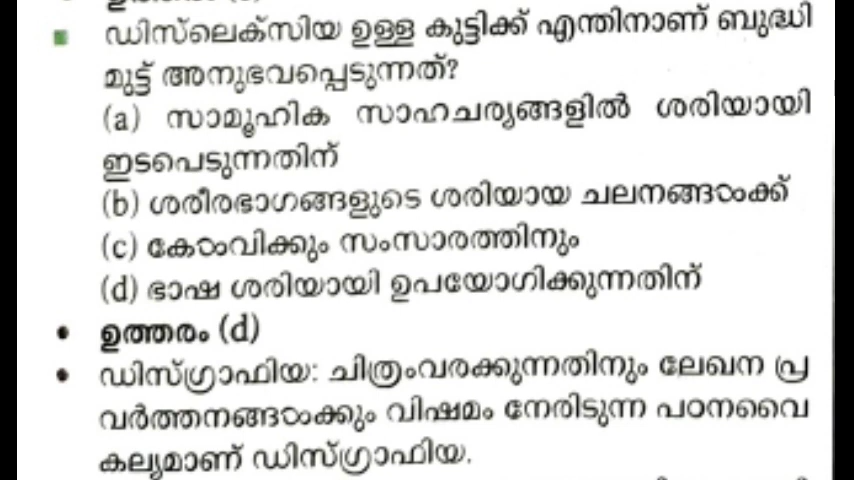 ഡിസ്ലെക്സിയ ഉള്ള കുട്ടിക്ക് എന്തിനാണ് ബുദ്ധി
മുട്ട് അനുഭവപ്പെടുന്നത്?
(a) സാമൂഹിക സാഹചര്യങ്ങളിൽ ശരിയായി
ഇടപെടുന്നതിന്
(b) ശരീരഭാഗങ്ങളുടെ ശരിയായ ചലനങ്ങൾക്ക്
(c) കേൾവിക്കും സംസാരത്തിനും
(d) ഭാഷ ശരിയായി ഉപയോഗിക്കുന്നതിന്
• ഉത്തരം (d)
• ഡിസ്ഗ്രാഫിയ: ചിത്രംവരക്കുന്നതിനും ലേഖന പ്ര
വർത്തനങ്ങൾക്കും വിഷമം നേരിടുന്ന പഠനവൈ
കല്യമാണ് ഡിസ്ഗ്രാഫിയ.